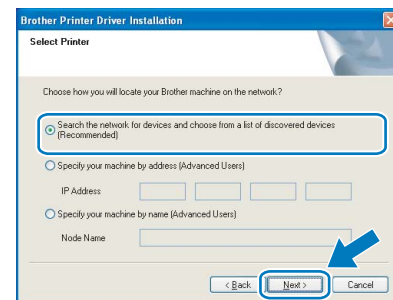 Brother Printer Driver Installation
Select Printer
Choose how you will locate your Brother machine on the network?
Search the network for devices and choose from a list of discovered devices
(Recommended)
Specify your machine by address (Advanced Users)
IP Address
Specify your machine by name (Advanced Users)
Node Name
< Back
Next >
Cancel